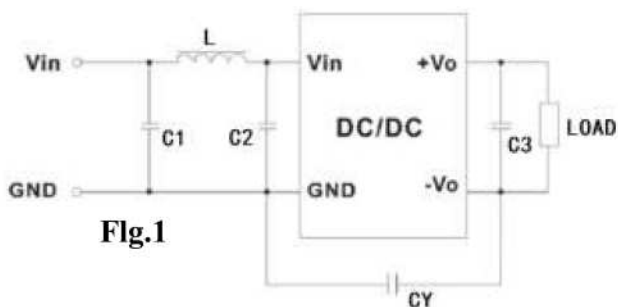 L
Vin
Vin
+Vo
C1
C2
DC/DC
C3
LOAD
GND
GND
-Vo
Flg.1
CY